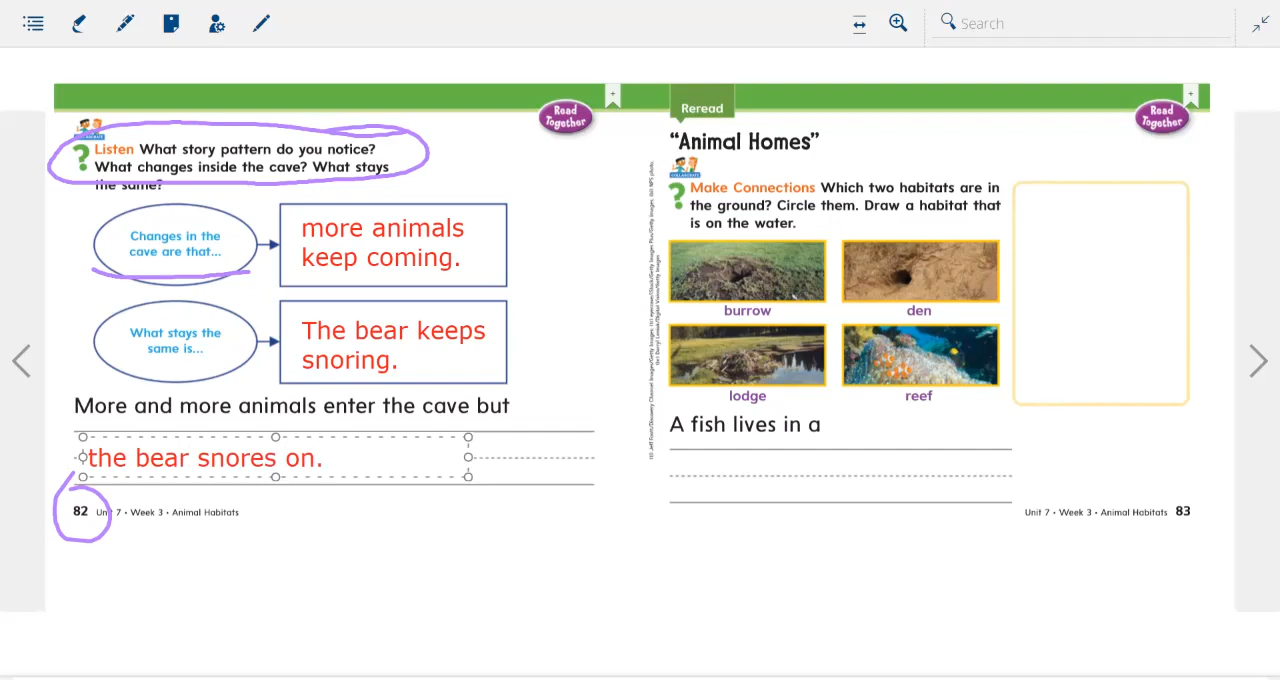 Search
Read
Together
Listen What story pattern do you notice?
What changes inside the cave? What stays
the same?
Changes in the
cave are that...
more animals
keep coming.
What stays the
same is...
The bear keeps
snoring.
More and more animals enter the cave but
the bear snores on.
82 Unit 7 • Week 3 • Animal Habitats
Reread
Read
Together
"Animal Homes"
COLLABORATE
Make Connections Which two habitats are in
the ground? Circle them. Draw a habitat that
is on the water.
burrow
den
lodge
reef
A fish lives in a
Unit 7 • Week 3 • Animal Habitats 83